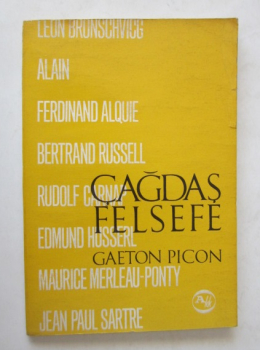 LEON BRUNSCHVICG
ALAIN
FERDINAND ALQUIE
BERTRAND RUSSELL
RUDOLF CARNAP
ÇAĞDAŞ
FELSEFE
EDMUND HUSSERL
GAETON PICON
MAURICE MERLEAU-PONTY
JEAN PAUL SARTRE